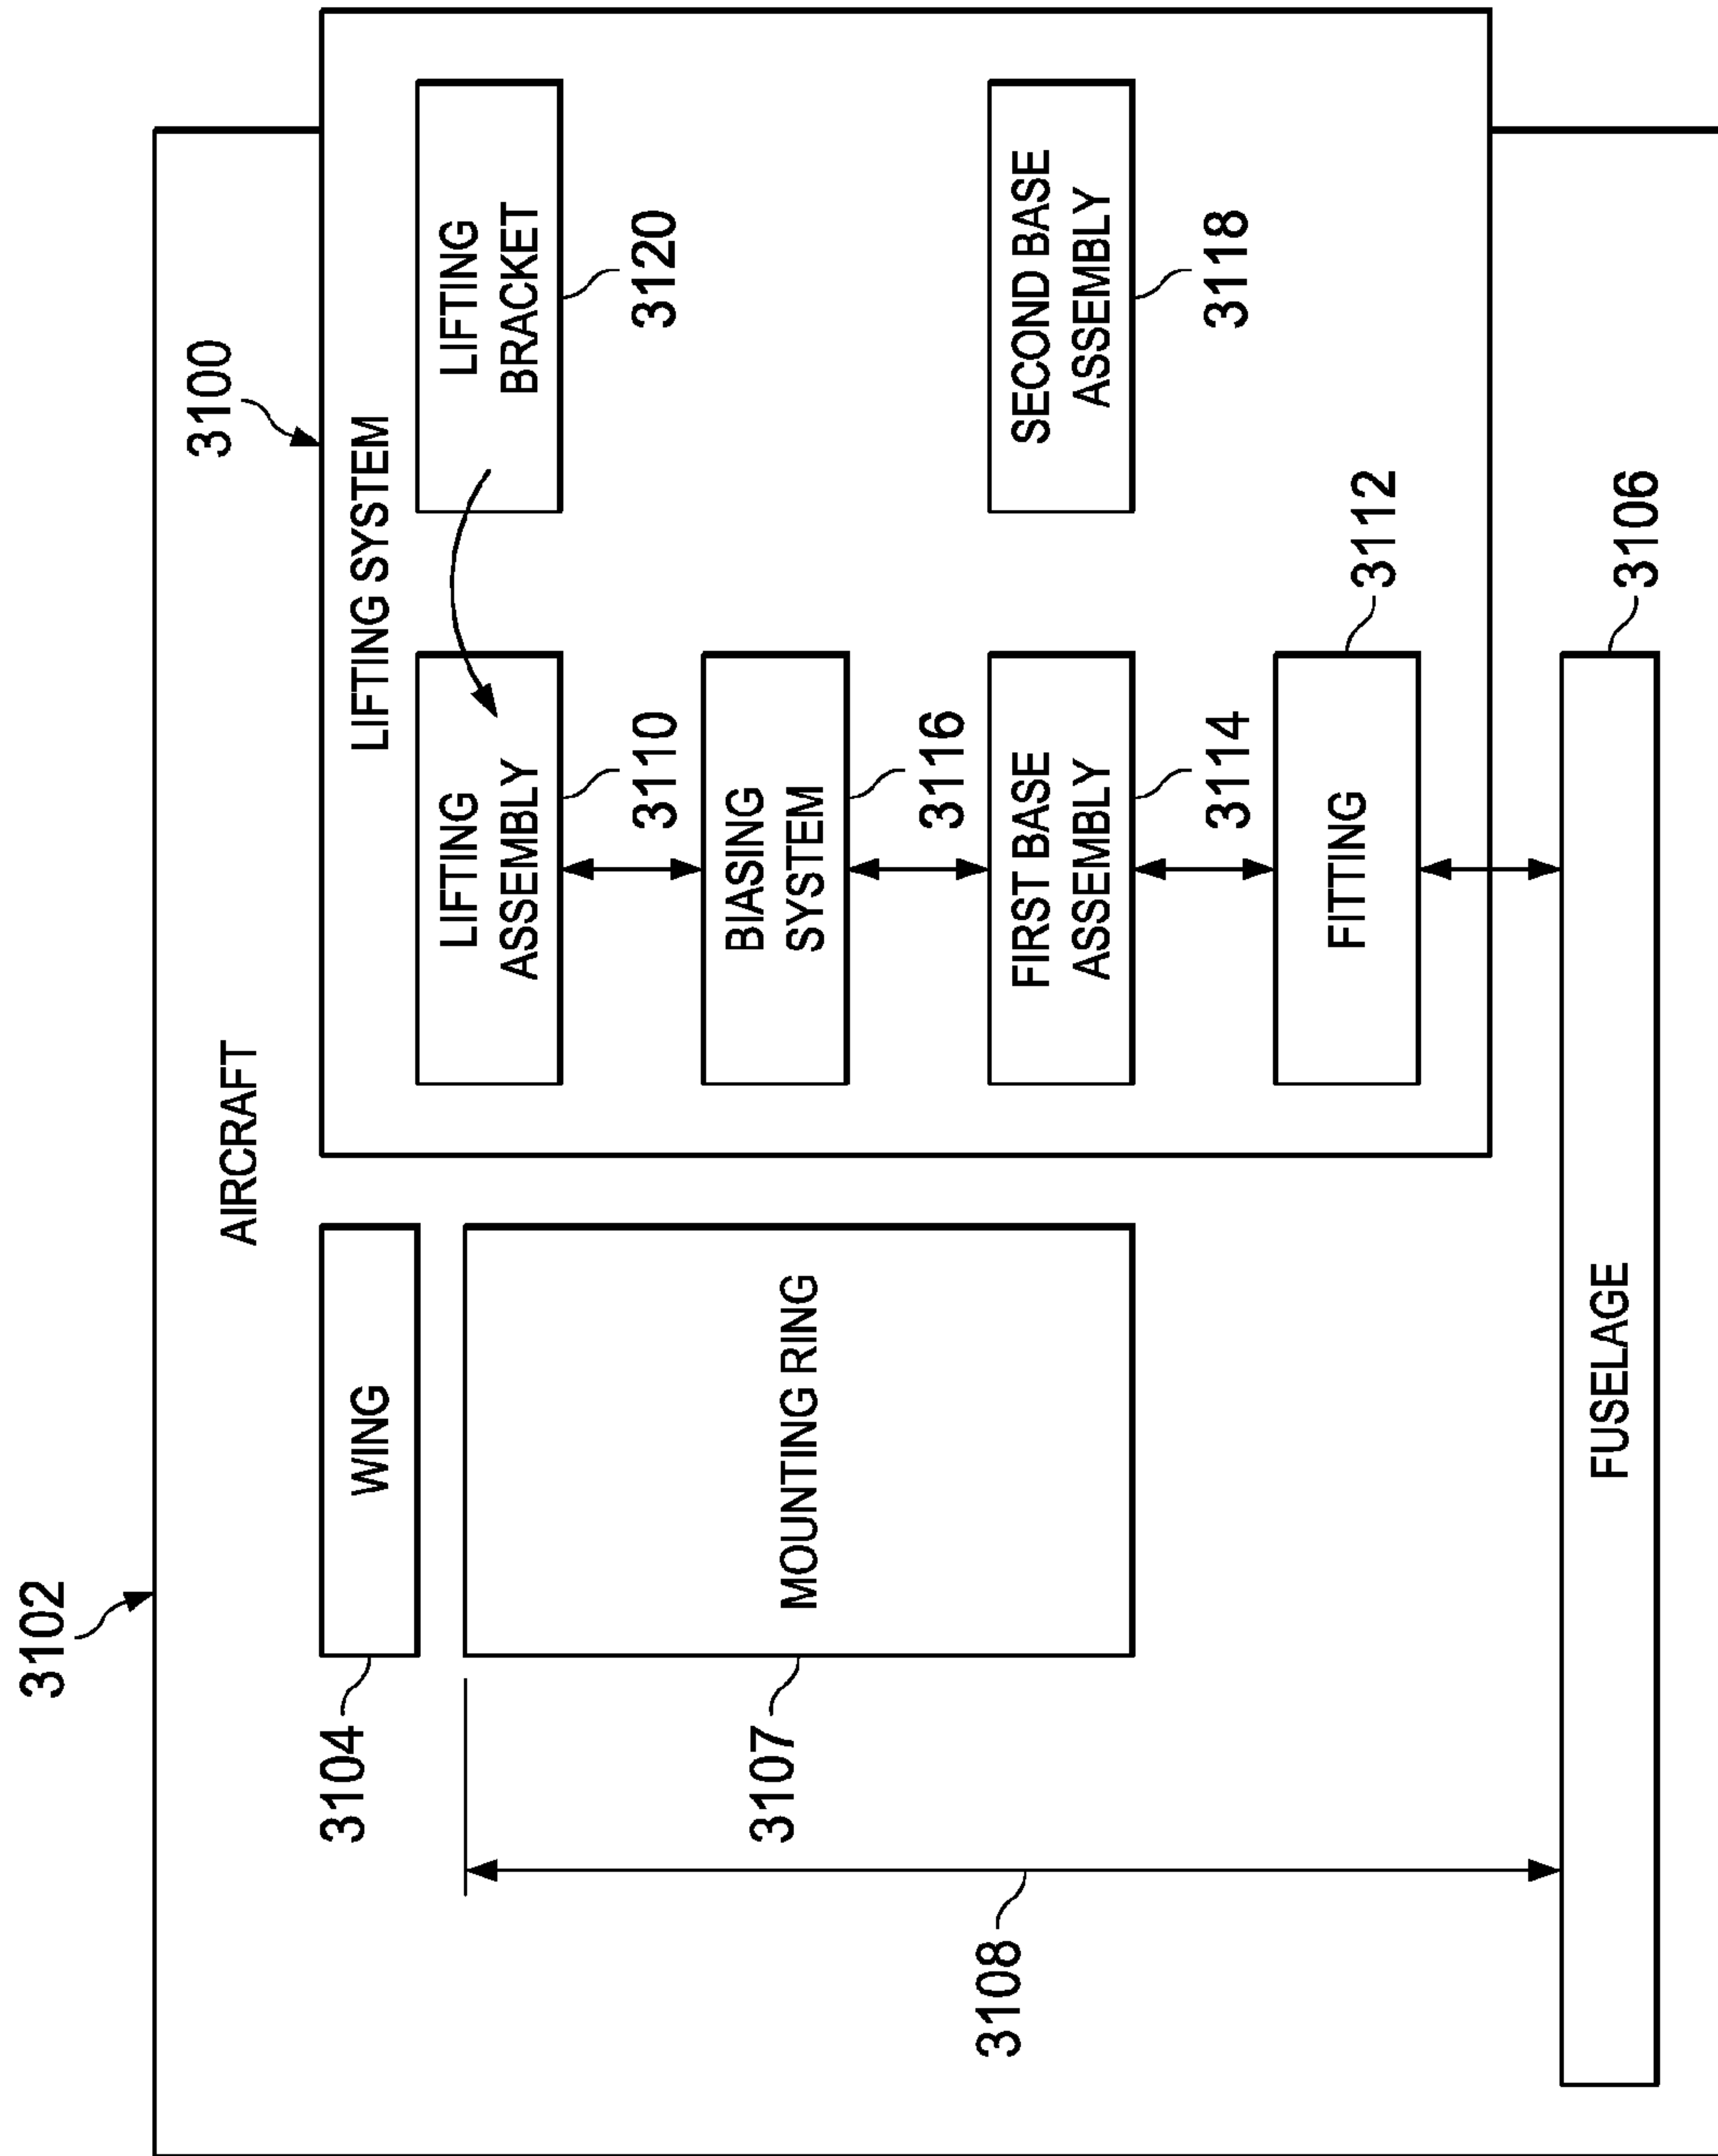 3102
AIRCRAFT
3100
LIFTING SYSTEM
WING
3104
LIFTING
ASSEMBLY
3110
LIFTING
BRACKET
3120
MOUNTING RING
3107
BIASING
SYSTEM
3116
3108
FIRST BASE
ASSEMBLY
3114
SECOND BASE
ASSEMBLY
3118
FITTING
3112
FUSELAGE
3106